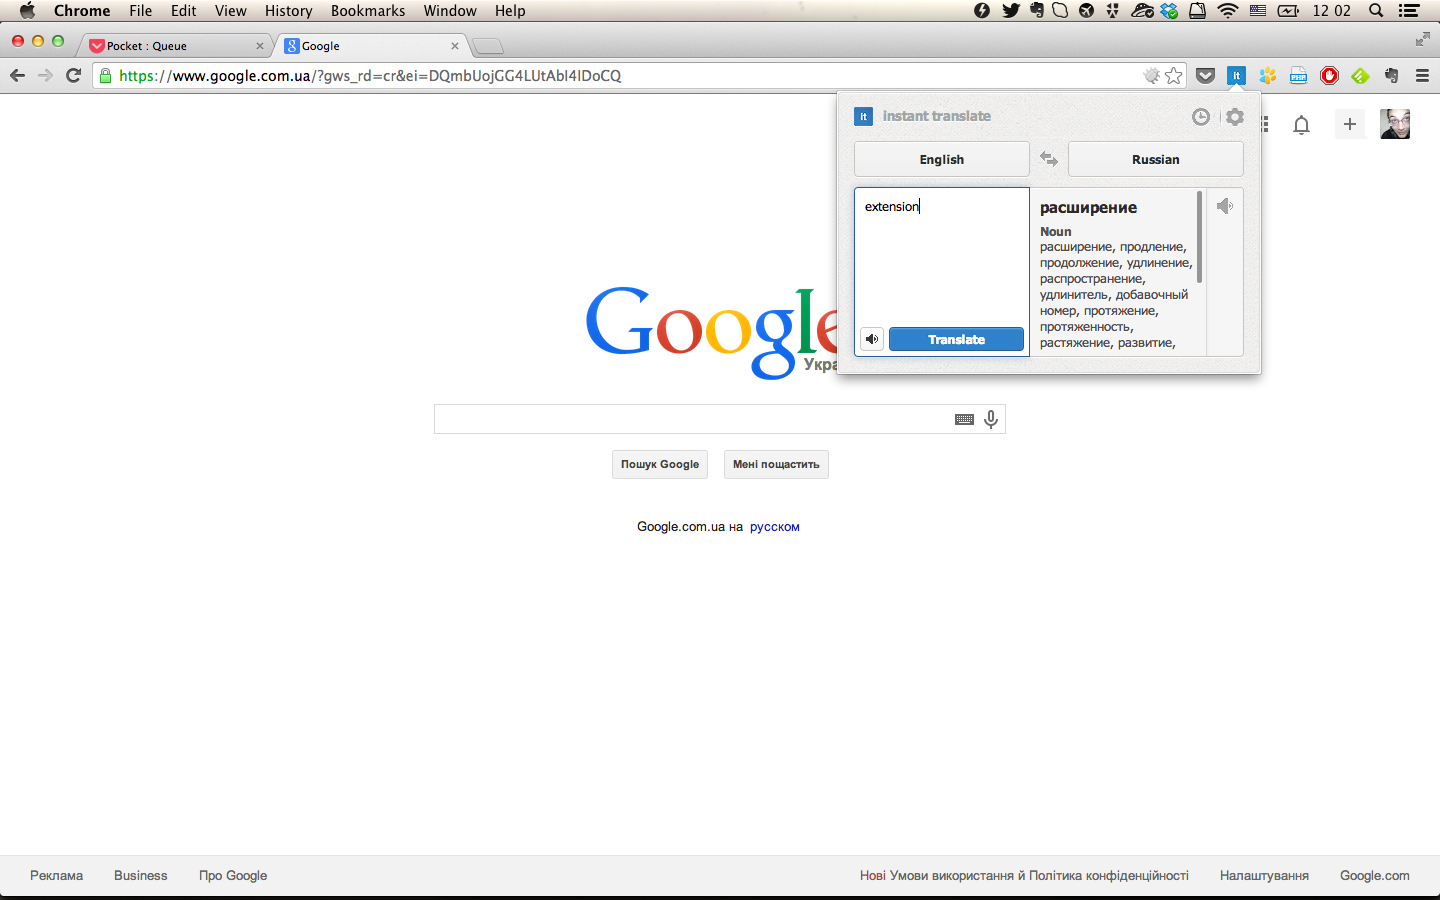 Chrome File Edit View History Bookmarks Window Help 12 02
Pocket : Queue
Google
https://www.google.com.ua/?gws_rd=cr&ei=DQmbUojGG4LUtAbl4IDoCQ
it instant translate
English
Russian
extension
расширение
Noun
расширение, продление,
продолжение, удлинение,
распространение,
удлинитель, добавочный
номер, протяжение,
протяженность,
растяжение, развитие,
Translate
Google
Укра
Пошук Google
Мені пощастить
Google.com.ua на русском
Реклама Business Про Google Нові Умови використання й Політика конфіденційності Налаштування Google.com